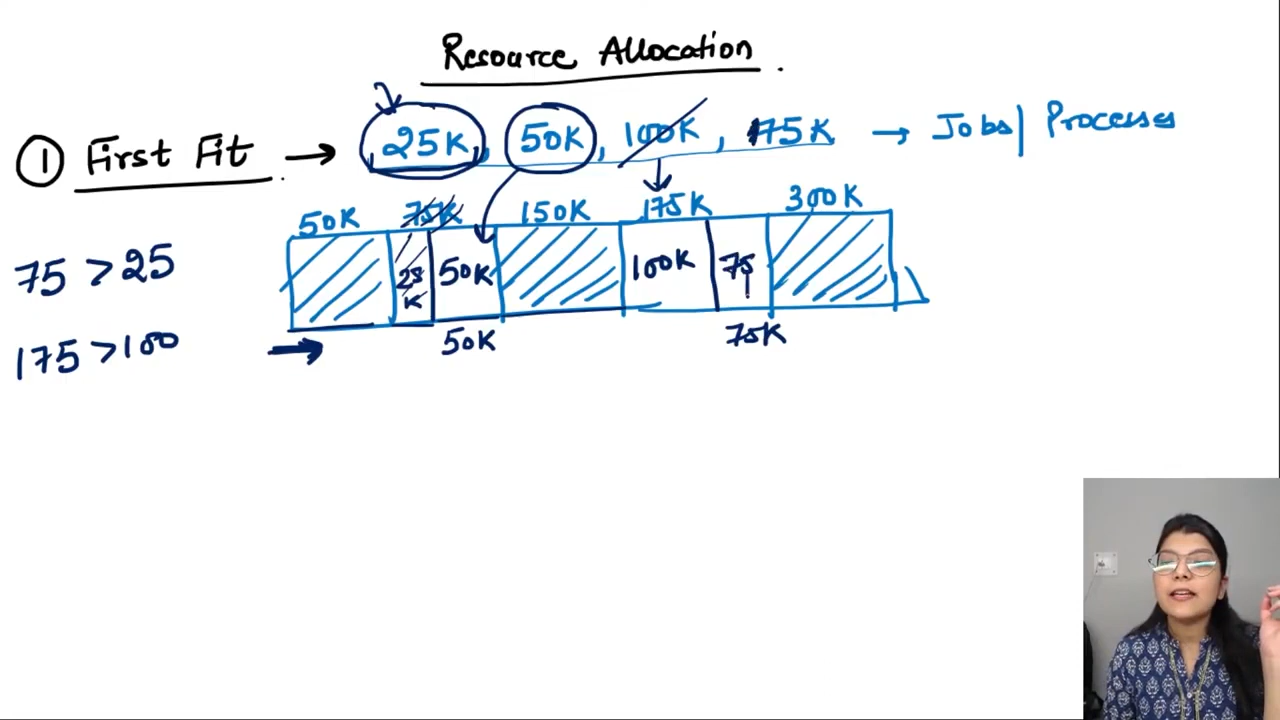 Resource Allocation
① First Fit → 25K, 50K, 100K, 75K → Jobs/Processes
50K 75K 150K 175K 300K
75 > 25
25K 50K 100K 75
175 > 100
50K 75K